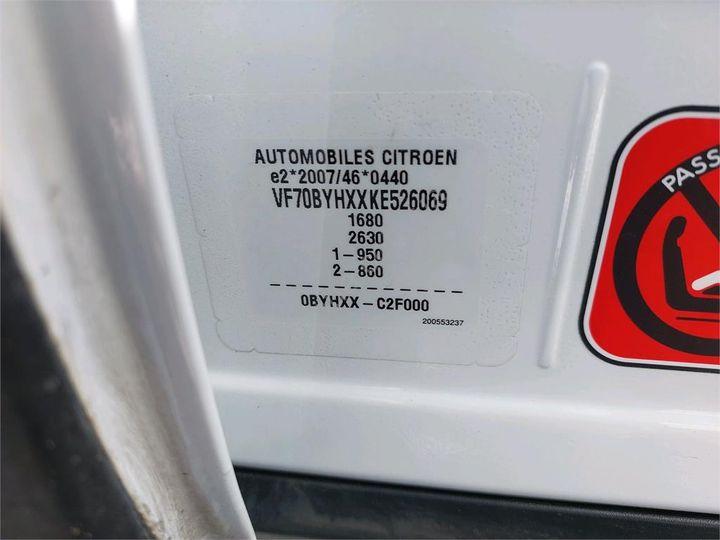 AUTOMOBILES CITROEN
e2*2007/46*0440
VF70BYHXXKE526069
1680
2630
1-950
2-860
0BYHXX-C2F000
200553237
PASS